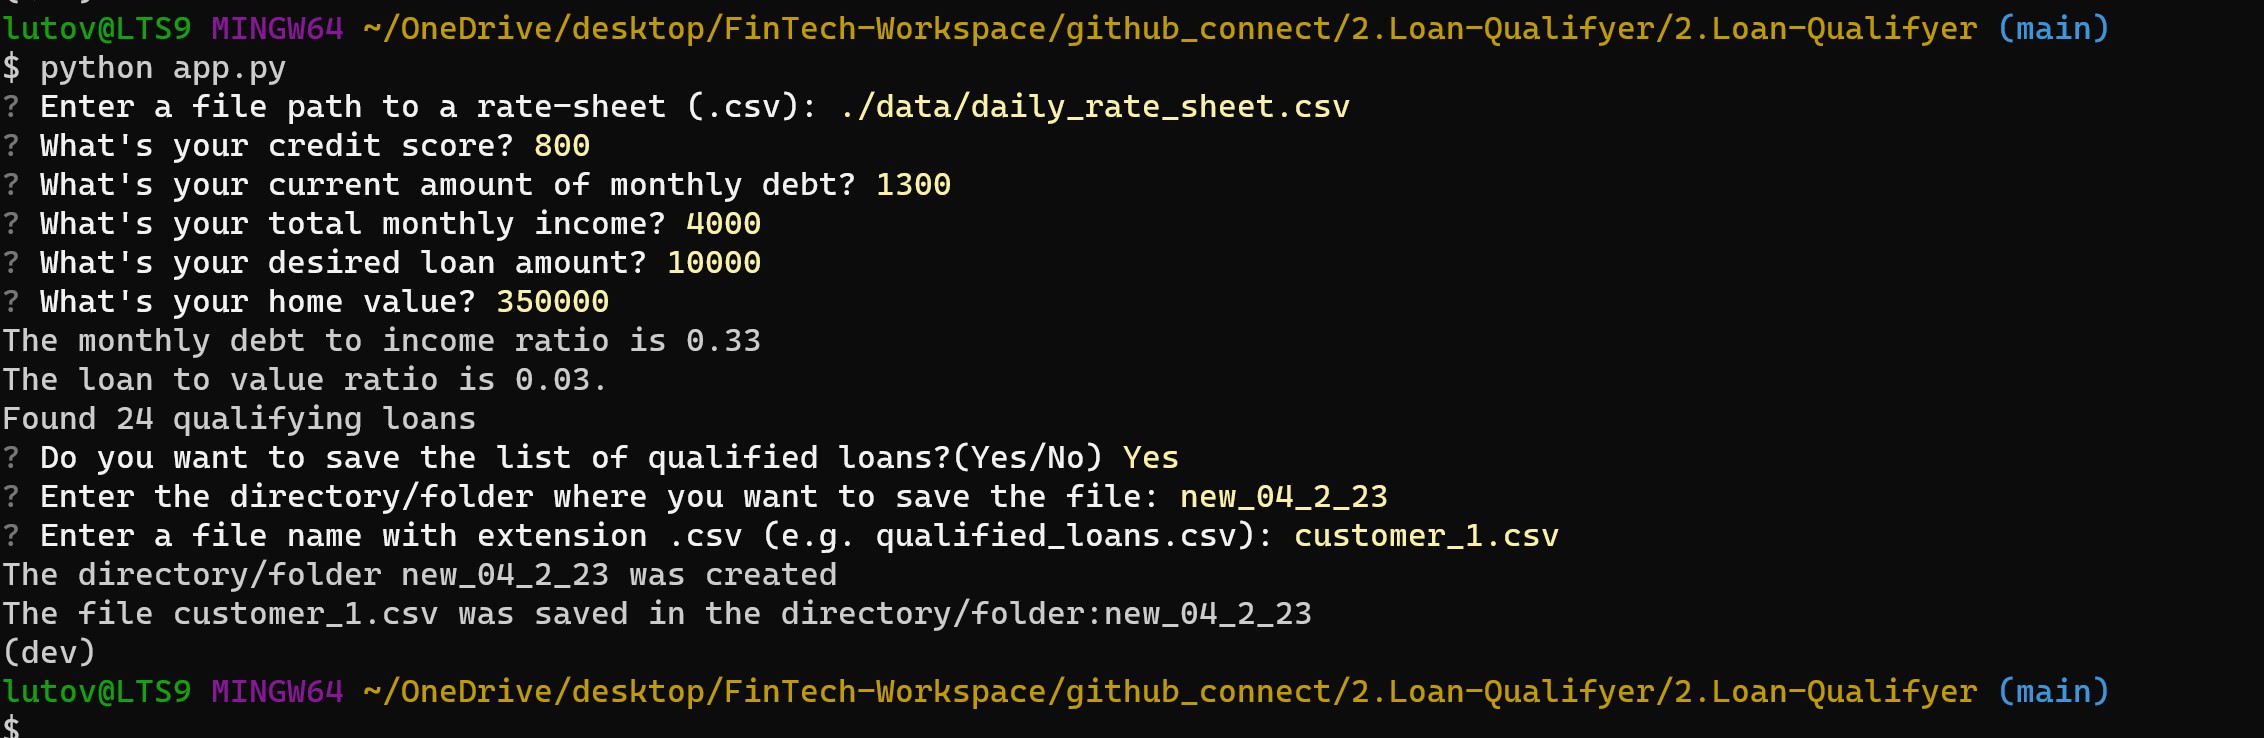 lutov@LTS9 MINGW64 ~/OneDrive/desktop/FinTech-Workspace/github_connect/2.Loan-Qualifyer/2.Loan-Qualifyer (main)
$ python app.py
? Enter a file path to a rate-sheet (.csv): ./data/daily_rate_sheet.csv
? What's your credit score? 800
? What's your current amount of monthly debt? 1300
? What's your total monthly income? 4000
? What's your desired loan amount? 10000
? What's your home value? 350000
The monthly debt to income ratio is 0.33
The loan to value ratio is 0.03.
Found 24 qualifying loans
? Do you want to save the list of qualified loans?(Yes/No) Yes
? Enter the directory/folder where you want to save the file: new_04_2_23
? Enter a file name with extension .csv (e.g. qualified_loans.csv): customer_1.csv
The directory/folder new_04_2_23 was created
The file customer_1.csv was saved in the directory/folder:new_04_2_23
(dev)
lutov@LTS9 MINGW64 ~/OneDrive/desktop/FinTech-Workspace/github_connect/2.Loan-Qualifyer/2.Loan-Qualifyer (main)
$